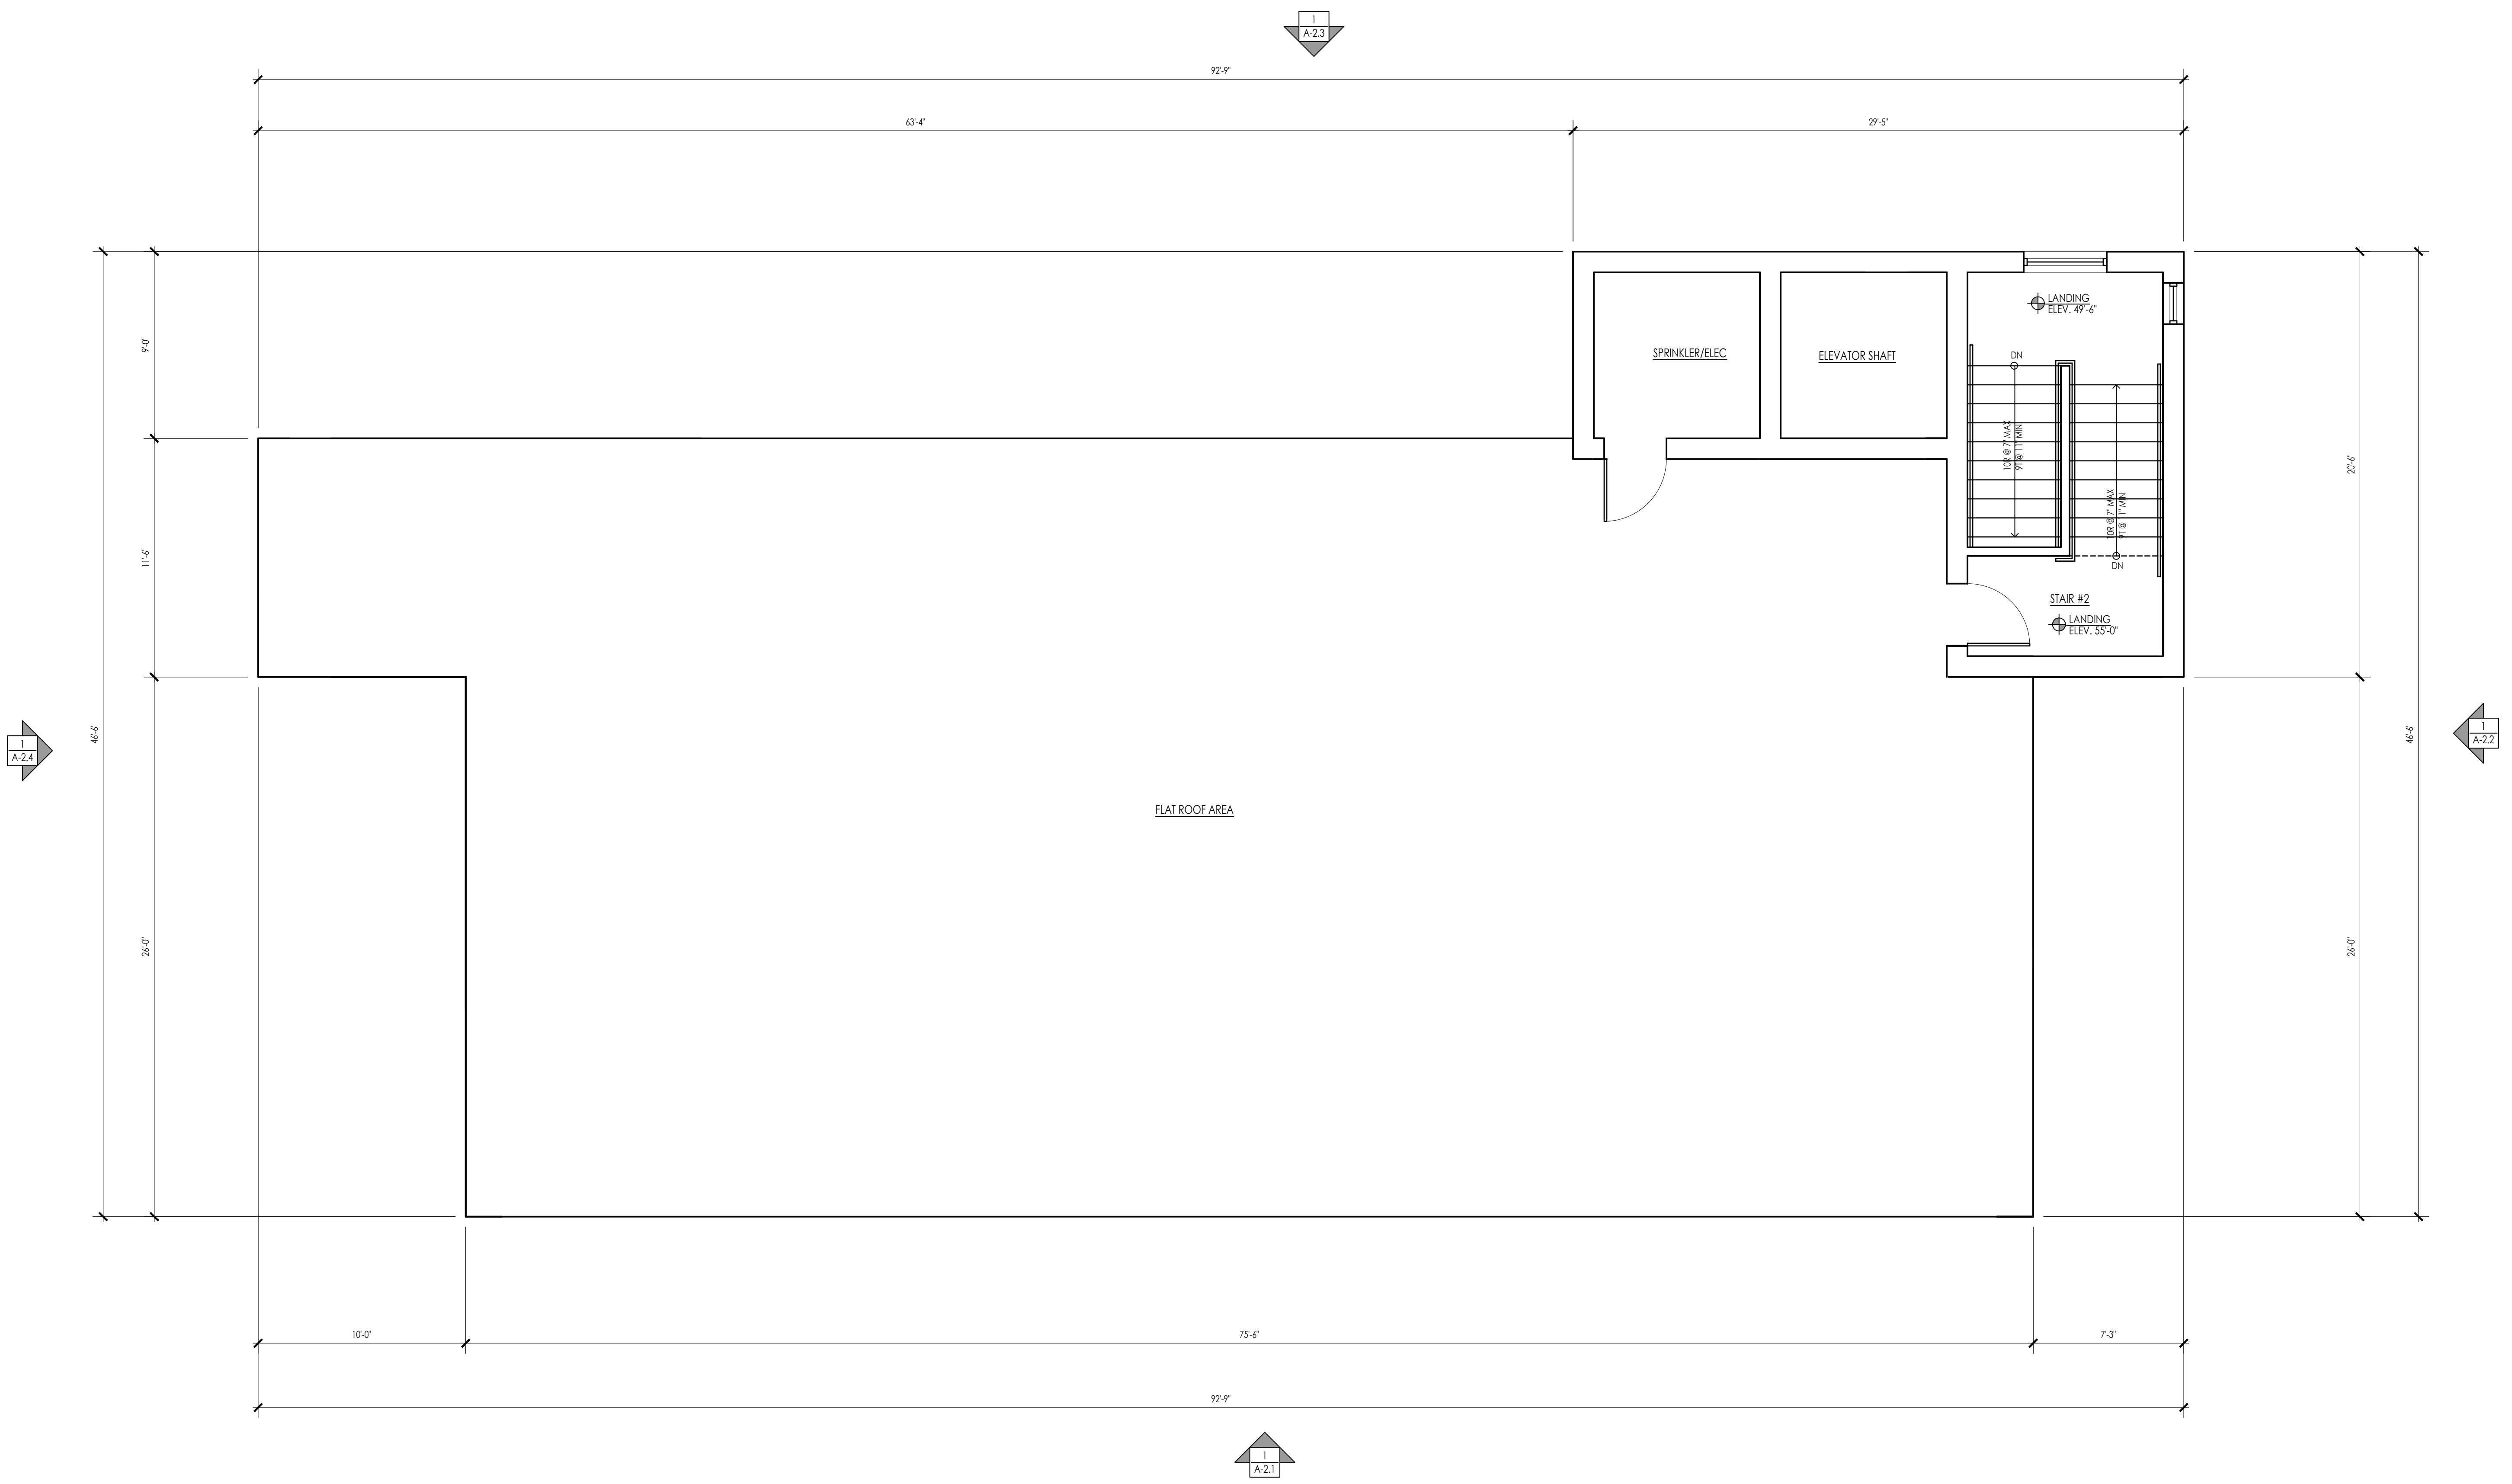 1
A-2.3
92'-9"
63'-4"
29'-5"
LANDING
ELEV. 49'-6"
9'-0"
SPRINKLER/ELEC
ELEVATOR SHAFT
DN
10R @ 7" MAX
9T @ 11" MIN
20'-6"
10R @ 7" MAX
9T @ 11" MIN
11'-6"
DN
STAIR #2
LANDING
ELEV. 55'-0"
46'-6"
1
A-2.4
46'-6"
1
A-2.2
FLAT ROOF AREA
26'-0"
26'-0"
10'-0"
75'-6"
7'-3"
92'-9"
1
A-2.1